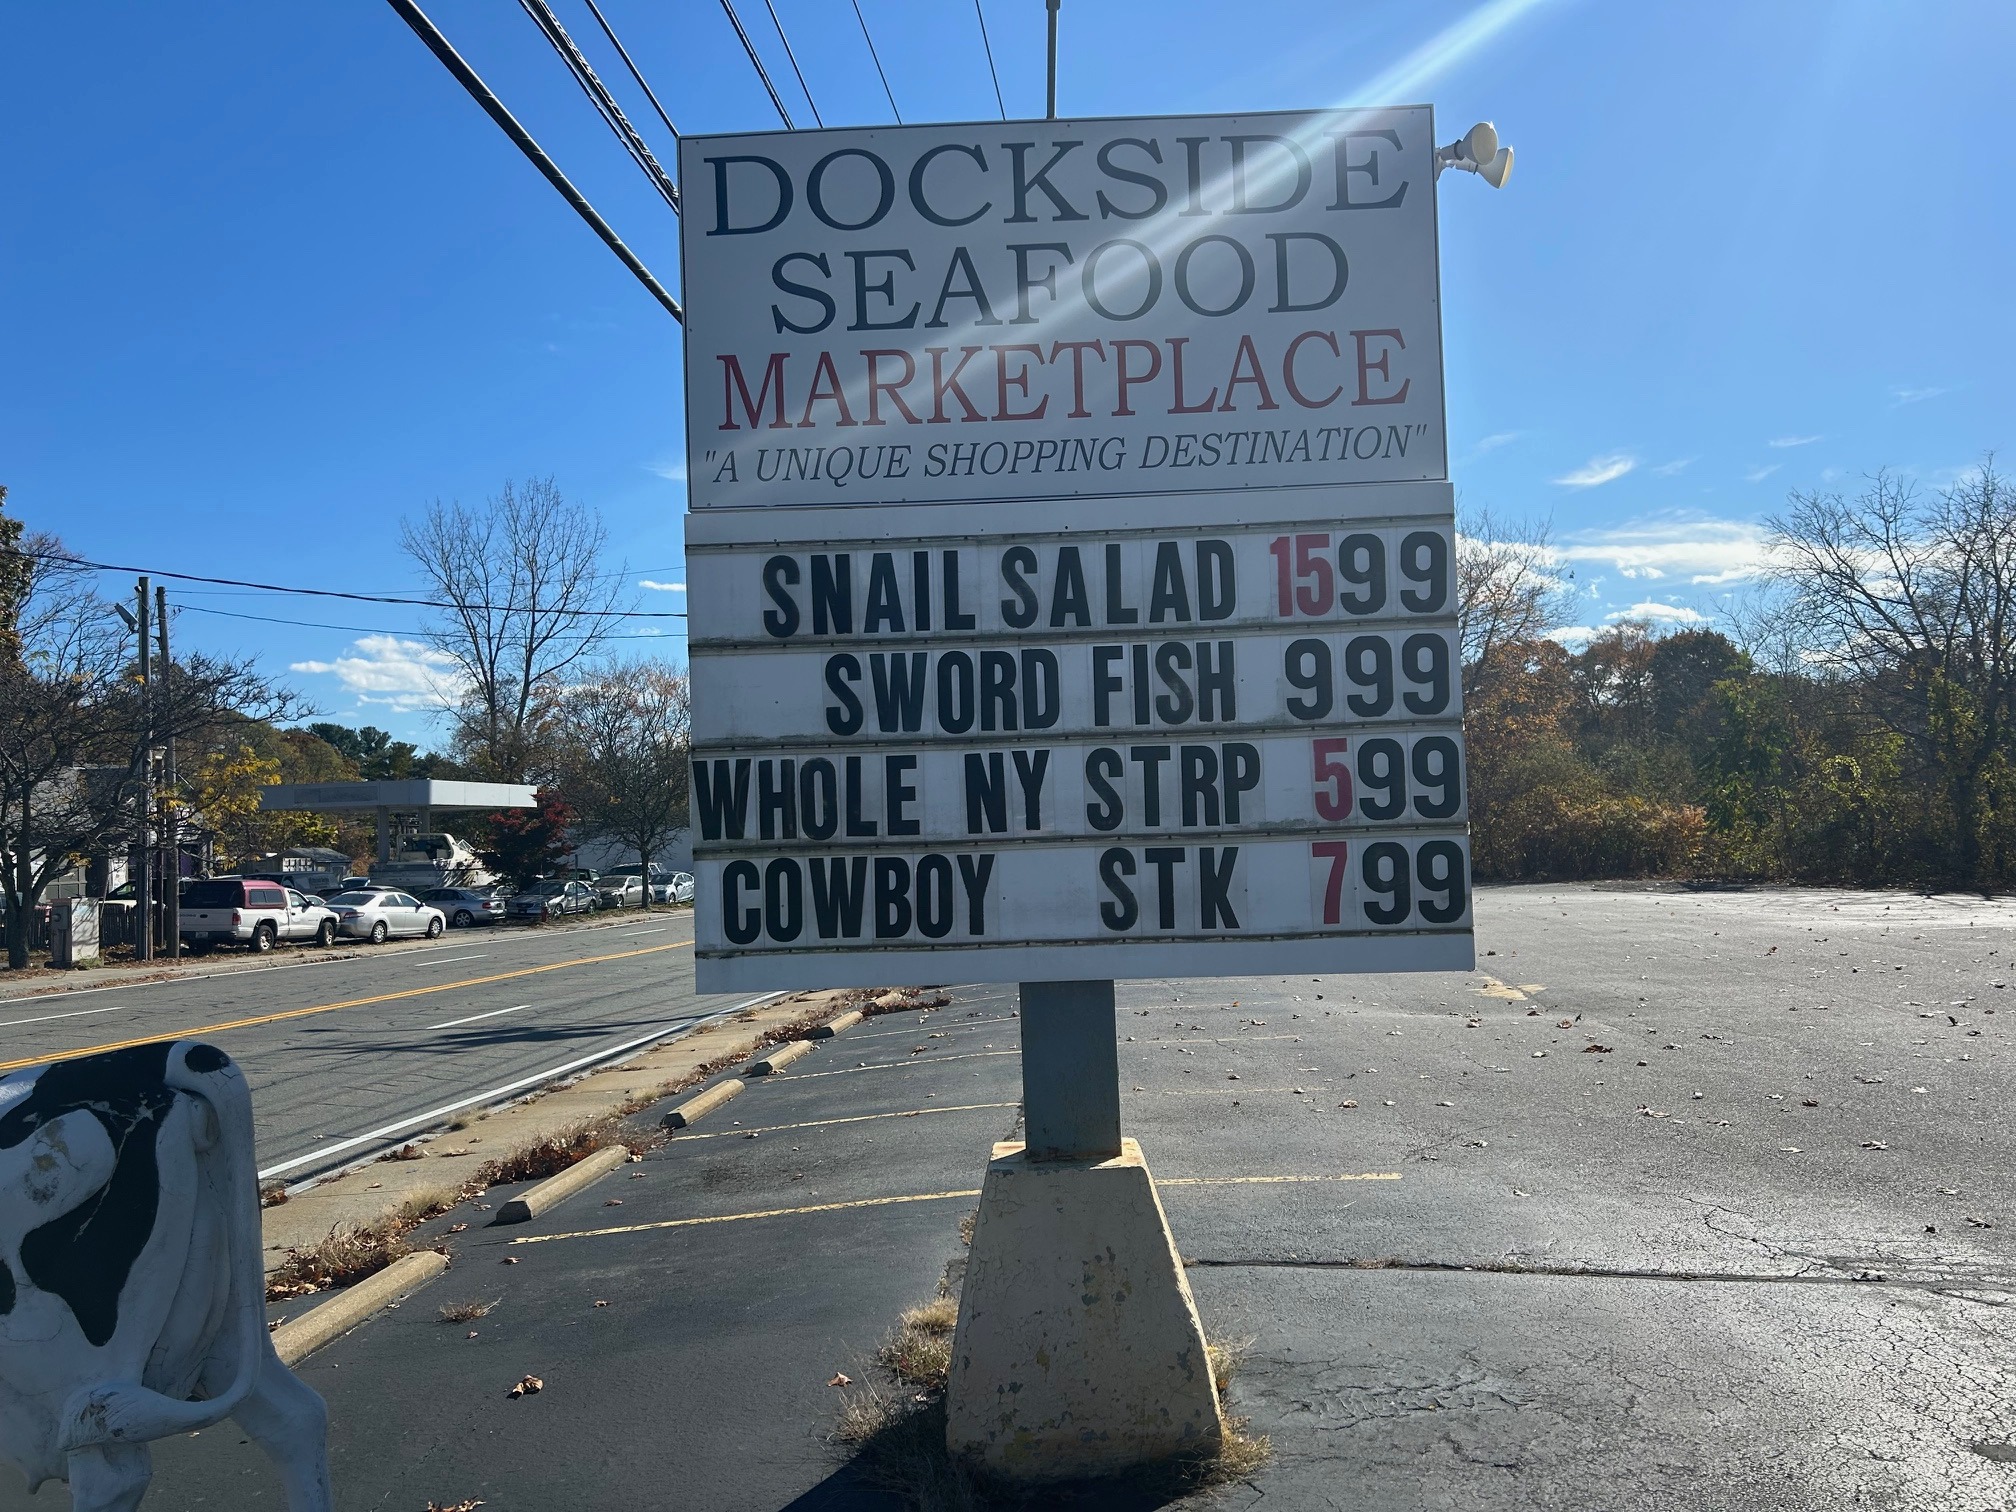 DOCKSIDE
SEAFOOD
MARKETPLACE
"A UNIQUE SHOPPING DESTINATION"
SNAIL SALAD 1599
SWORD FISH 999
WHOLE NY STRP 599
COWBOY STK 799